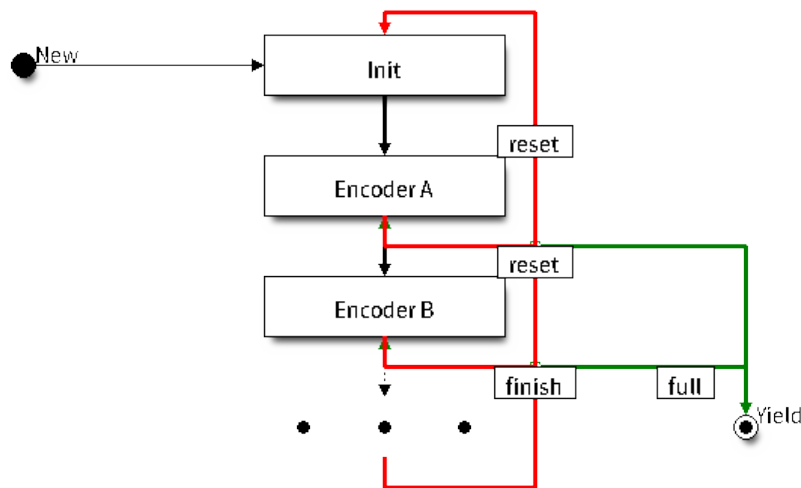 New
Init
reset
Encoder A
reset
Encoder B
finish
full
Yield